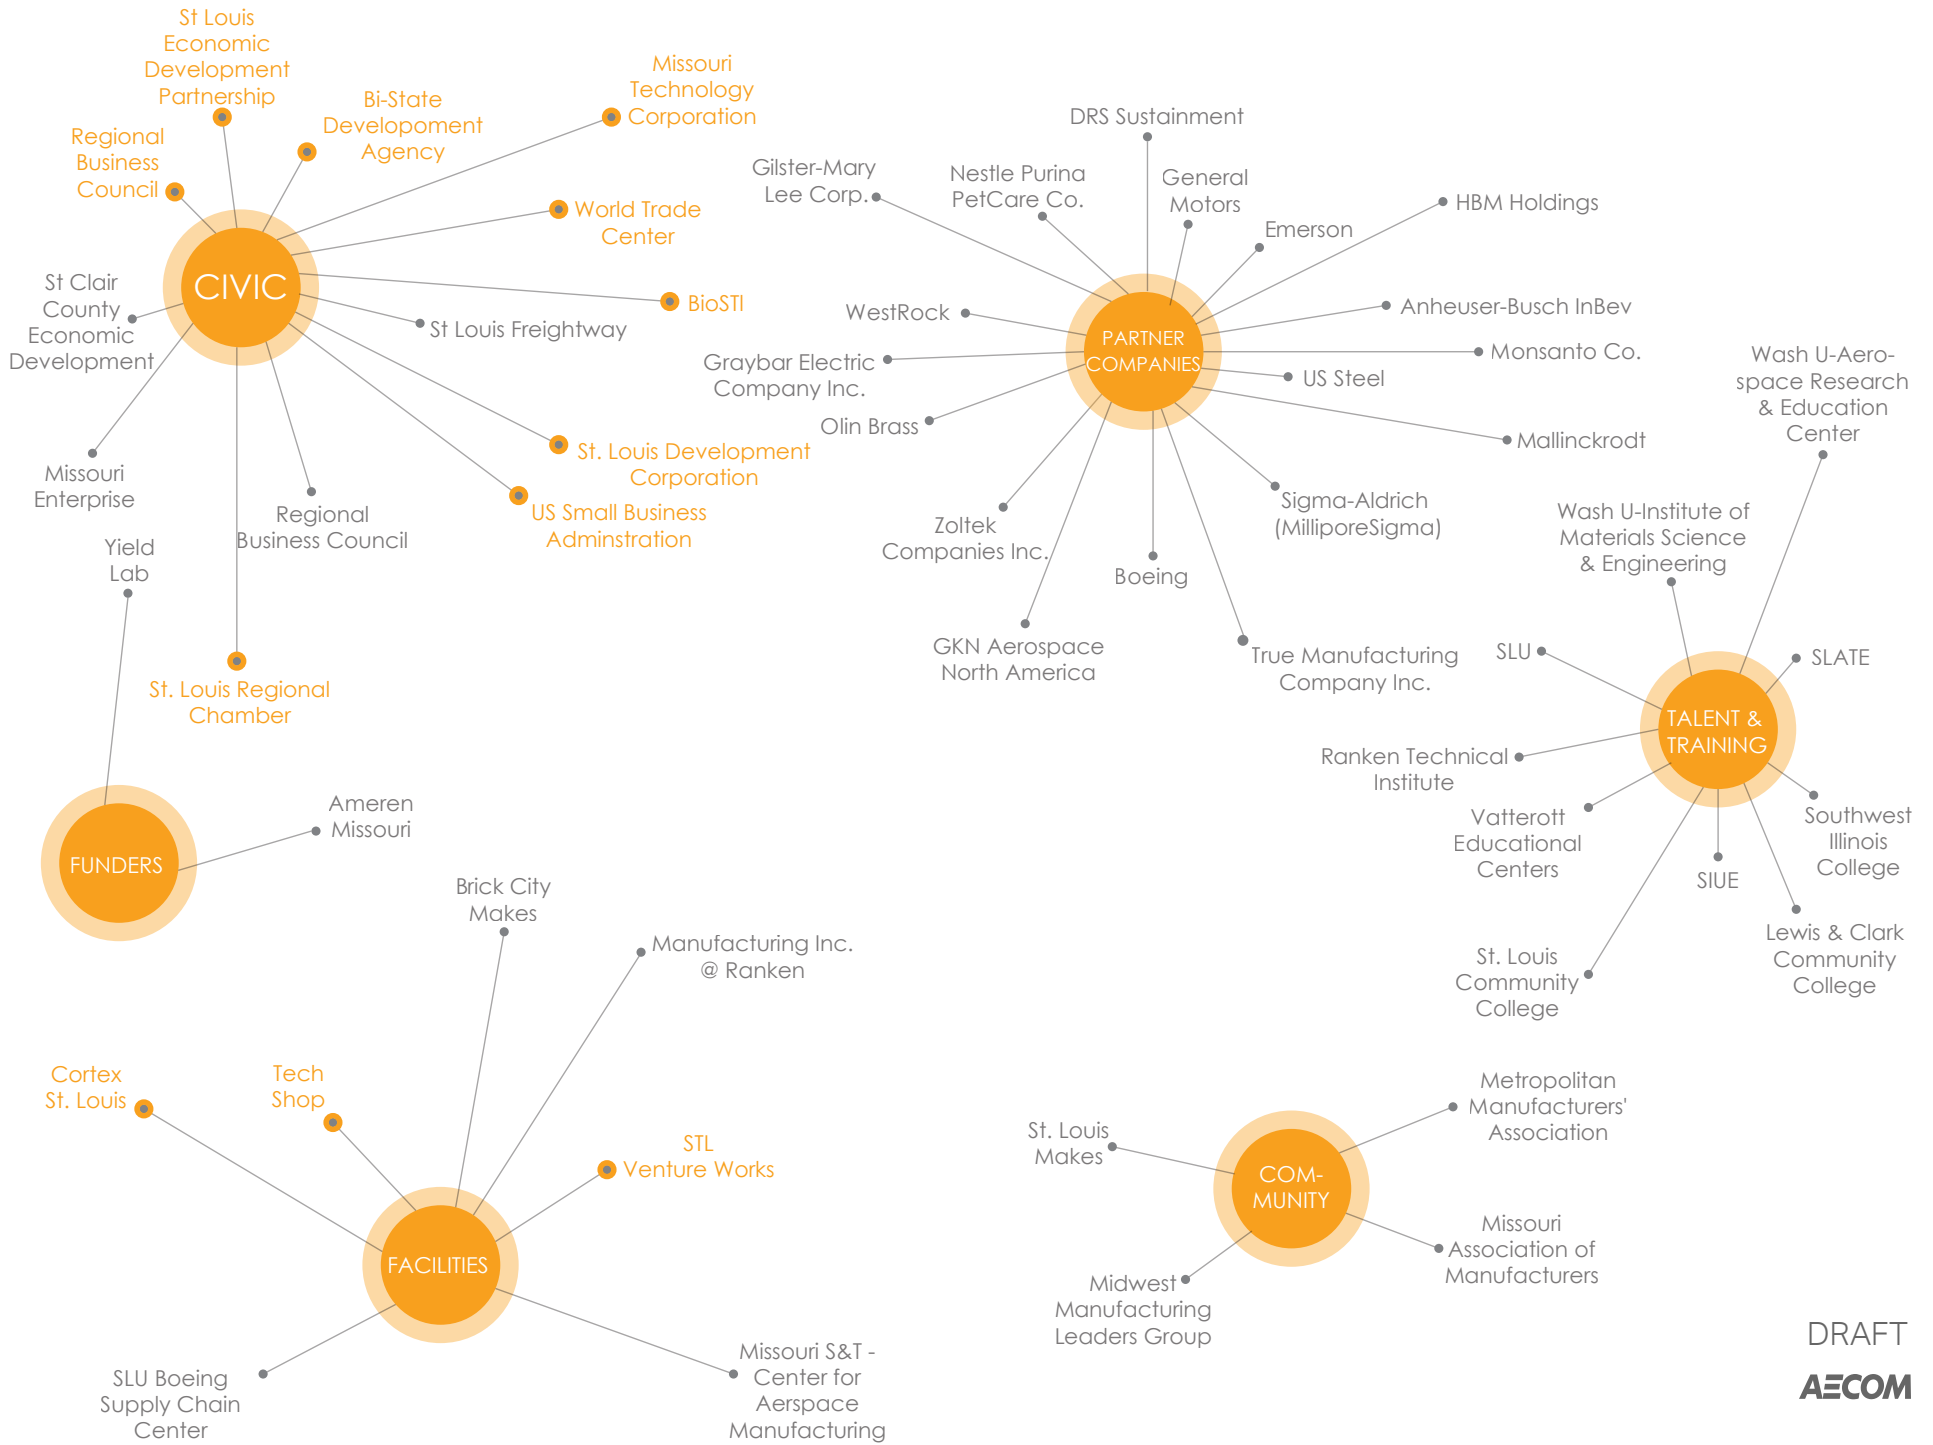 St Louis
Economic
Development
Partnership
Bi-State
Developoment
Agency
Missouri
Technology
Corporation
Regional
Business
Council
World Trade
Center
CIVIC
BioSTl
St Clair
County
Economic
Development
St Louis Freightway
Missouri
Enterprise
Regional
Business Council
St. Louis Development
Corporation
US Small Business
Adminstration
St. Louis Regional
Chamber
DRS Sustainment
Gilster-Mary
Lee Corp.
Nestle Purina
PetCare Co.
General
Motors
Emerson
HBM Holdings
WestRock
Anheuser-Busch InBev
PARTNER
COMPANIES
Monsanto Co.
Graybar Electric
Company Inc.
US Steel
Olin Brass
Mallinckrodt
Zoltek
Companies Inc.
Sigma-Aldrich
(MilliporeSigma)
Boeing
GKN Aerospace
North America
True Manufacturing
Company Inc.
Wash U-Aero-
space Research
& Education
Center
Wash U-Institute of
Materials Science
& Engineering
SLU
SLATE
TALENT &
TRAINING
Ranken Technical
Institute
Vatterott
Educational
Centers
SIUE
Southwest
Illinois
College
Lewis & Clark
Community
College
St. Louis
Community
College
Yield
Lab
Ameren
Missouri
FUNDERS
Brick City
Makes
Manufacturing Inc.
@ Ranken
Cortex
St. Louis
Tech
Shop
STL
Venture Works
FACILITIES
SLU Boeing
Supply Chain
Center
Missouri S&T -
Center for
Aerspace
Manufacturing
Metropolitan
Manufacturers'
Association
St. Louis
Makes
COM-
MUNITY
Missouri
Association of
Manufacturers
Midwest
Manufacturing
Leaders Group
DRAFT
AECOM